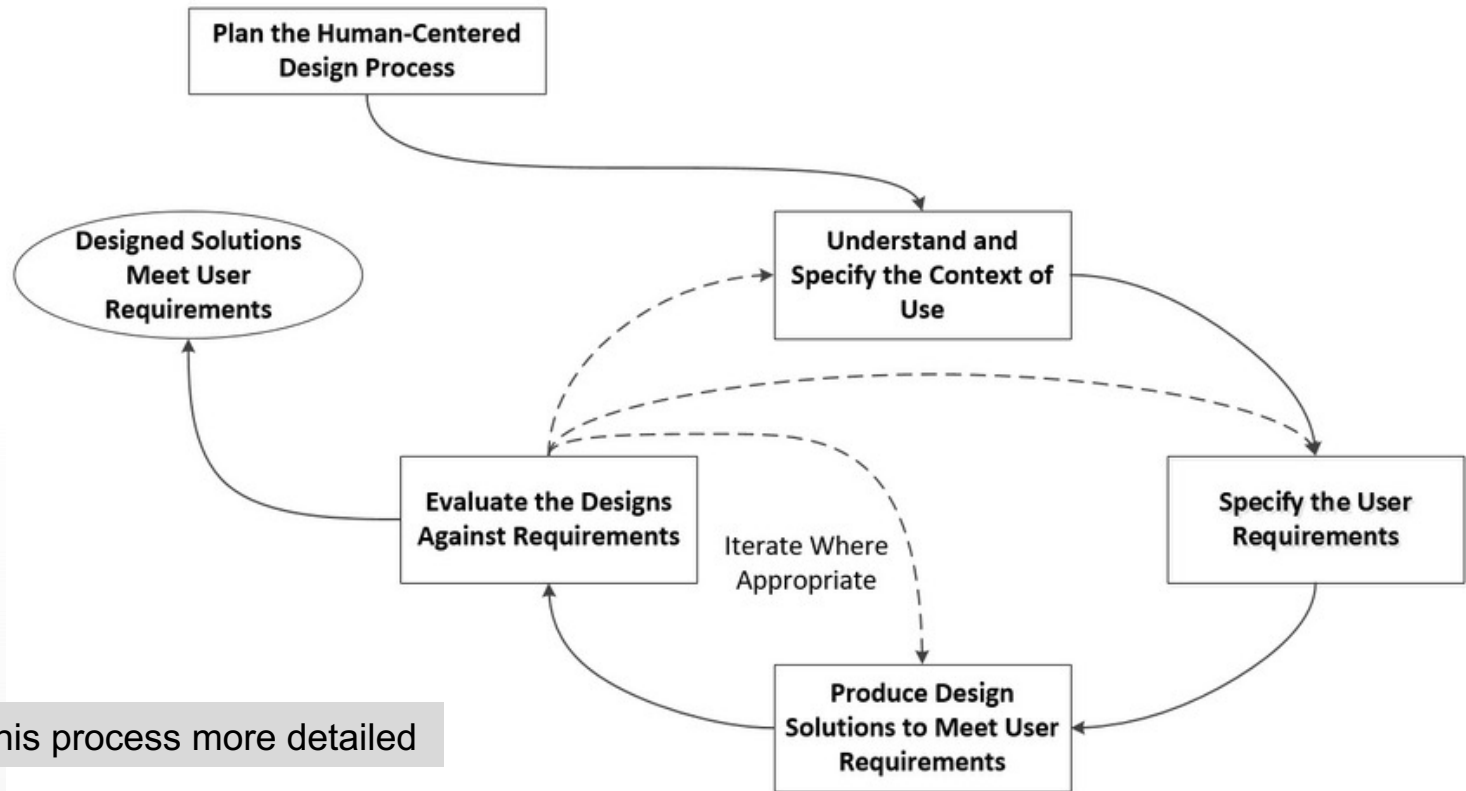 Plan the Human-Centered
Design Process
Designed Solutions
Meet User
Requirements
Understand and
Specify the Context of
Use
Evaluate the Designs
Against Requirements
Iterate Where
Appropriate
Specify the User
Requirements
Produce Design
Solutions to Meet User
Requirements
process more detailed